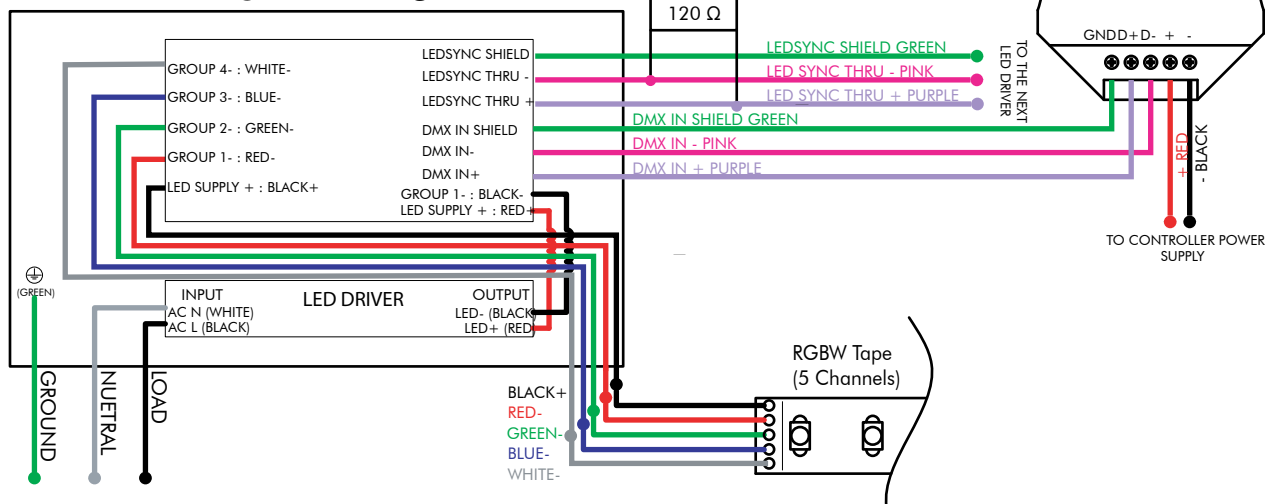 120 Ω
GND D+ D- + -
LEDSYNC SHIELD
LEDSYNC THRU -
LEDSYNC THRU +
DMX IN SHIELD
DMX IN-
DMX IN+
GROUP 1- : BLACK-
LED SUPPLY + : RED+
GROUP 4- : WHITE-
GROUP 3- : BLUE-
GROUP 2- : GREEN-
GROUP 1- : RED-
LED SUPPLY + : BLACK+
LEDSYNC SHIELD GREEN
LED SYNC THRU - PINK
LED SYNC THRU + PURPLE
DMX IN SHIELD GREEN
DMX IN - PINK
DMX IN + PURPLE
TO THE NEXT
LED DRIVER
+ RED
- BLACK
TO CONTROLLER POWER
SUPPLY
(GREEN)
INPUT
AC N (WHITE)
AC L (BLACK)
LED DRIVER
OUTPUT
LED- (BLACK)
LED+ (RED)
GROUND
NUETRAL
LOAD
BLACK+
RED-
GREEN-
BLUE-
WHITE-
RGBW Tape
(5 Channels)